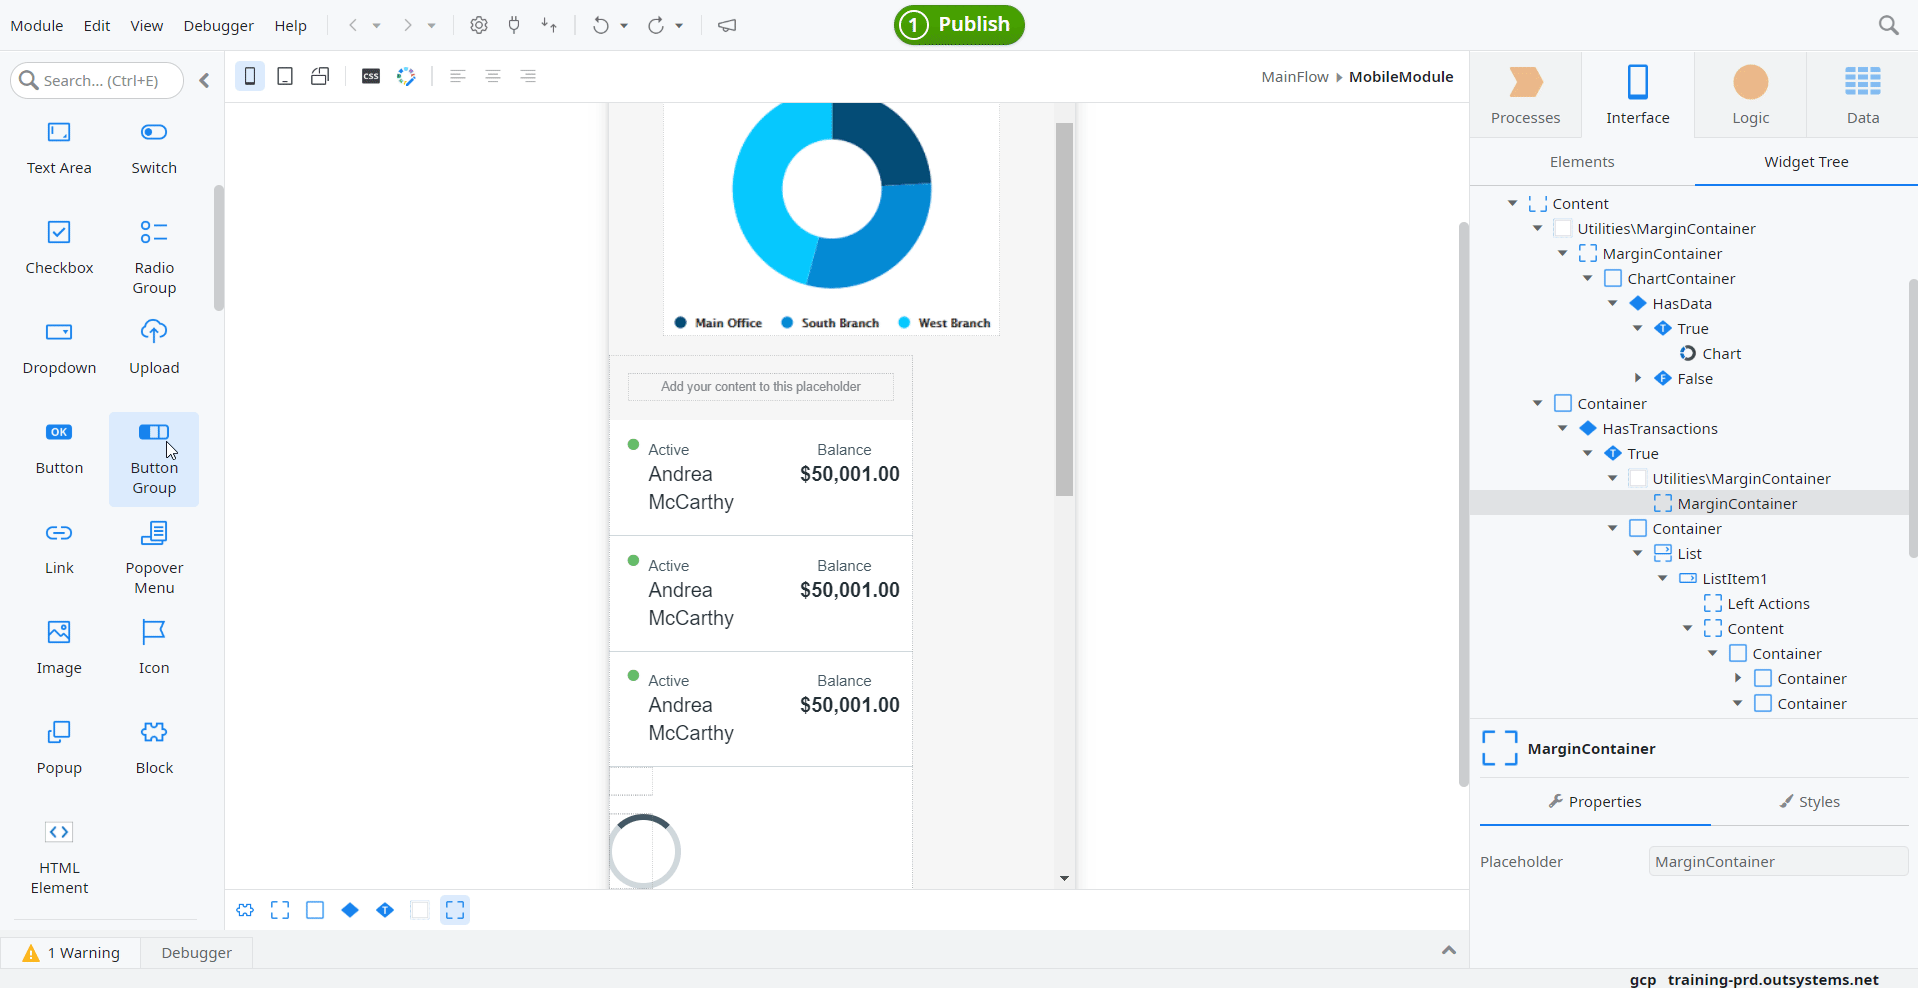 Module Edit View Debugger Help
1 Publish
Search... (Ctrl+E)
CSS
MainFlow MobileModule
Processes Interface Logic Data
Elements Widget Tree
Text Area Switch
Checkbox Radio Group
Dropdown Upload
OK
Button Button Group
Link Popover Menu
Image Icon
Popup Block
HTML Element
Main Office South Branch West Branch
Add your content to this placeholder
Active Balance
Andrea McCarthy $50,001.00
Active Balance
Andrea McCarthy $50,001.00
Active Balance
Andrea McCarthy $50,001.00
Content
Utilities\MarginContainer
MarginContainer
ChartContainer
HasData
T True
Chart
F False
Container
HasTransactions
T True
Utilities\MarginContainer
MarginContainer
Container
List
ListItem1
Left Actions
Content
Container
Container
Container
MarginContainer
Properties Styles
Placeholder MarginContainer
T
1 Warning Debugger
gcp training-prd.outsystems.net